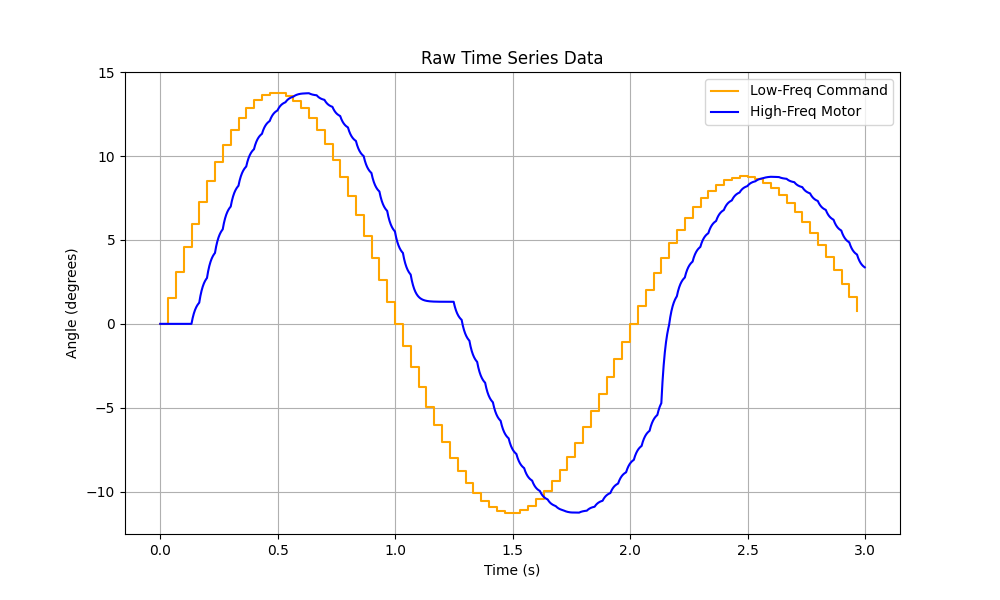 Raw Time Series Data
Low-Freq Command
High-Freq Motor
15
10
5
0
−5
−10
Angle (degrees)
0.0 0.5 1.0 1.5 2.0 2.5 3.0
Time (s)